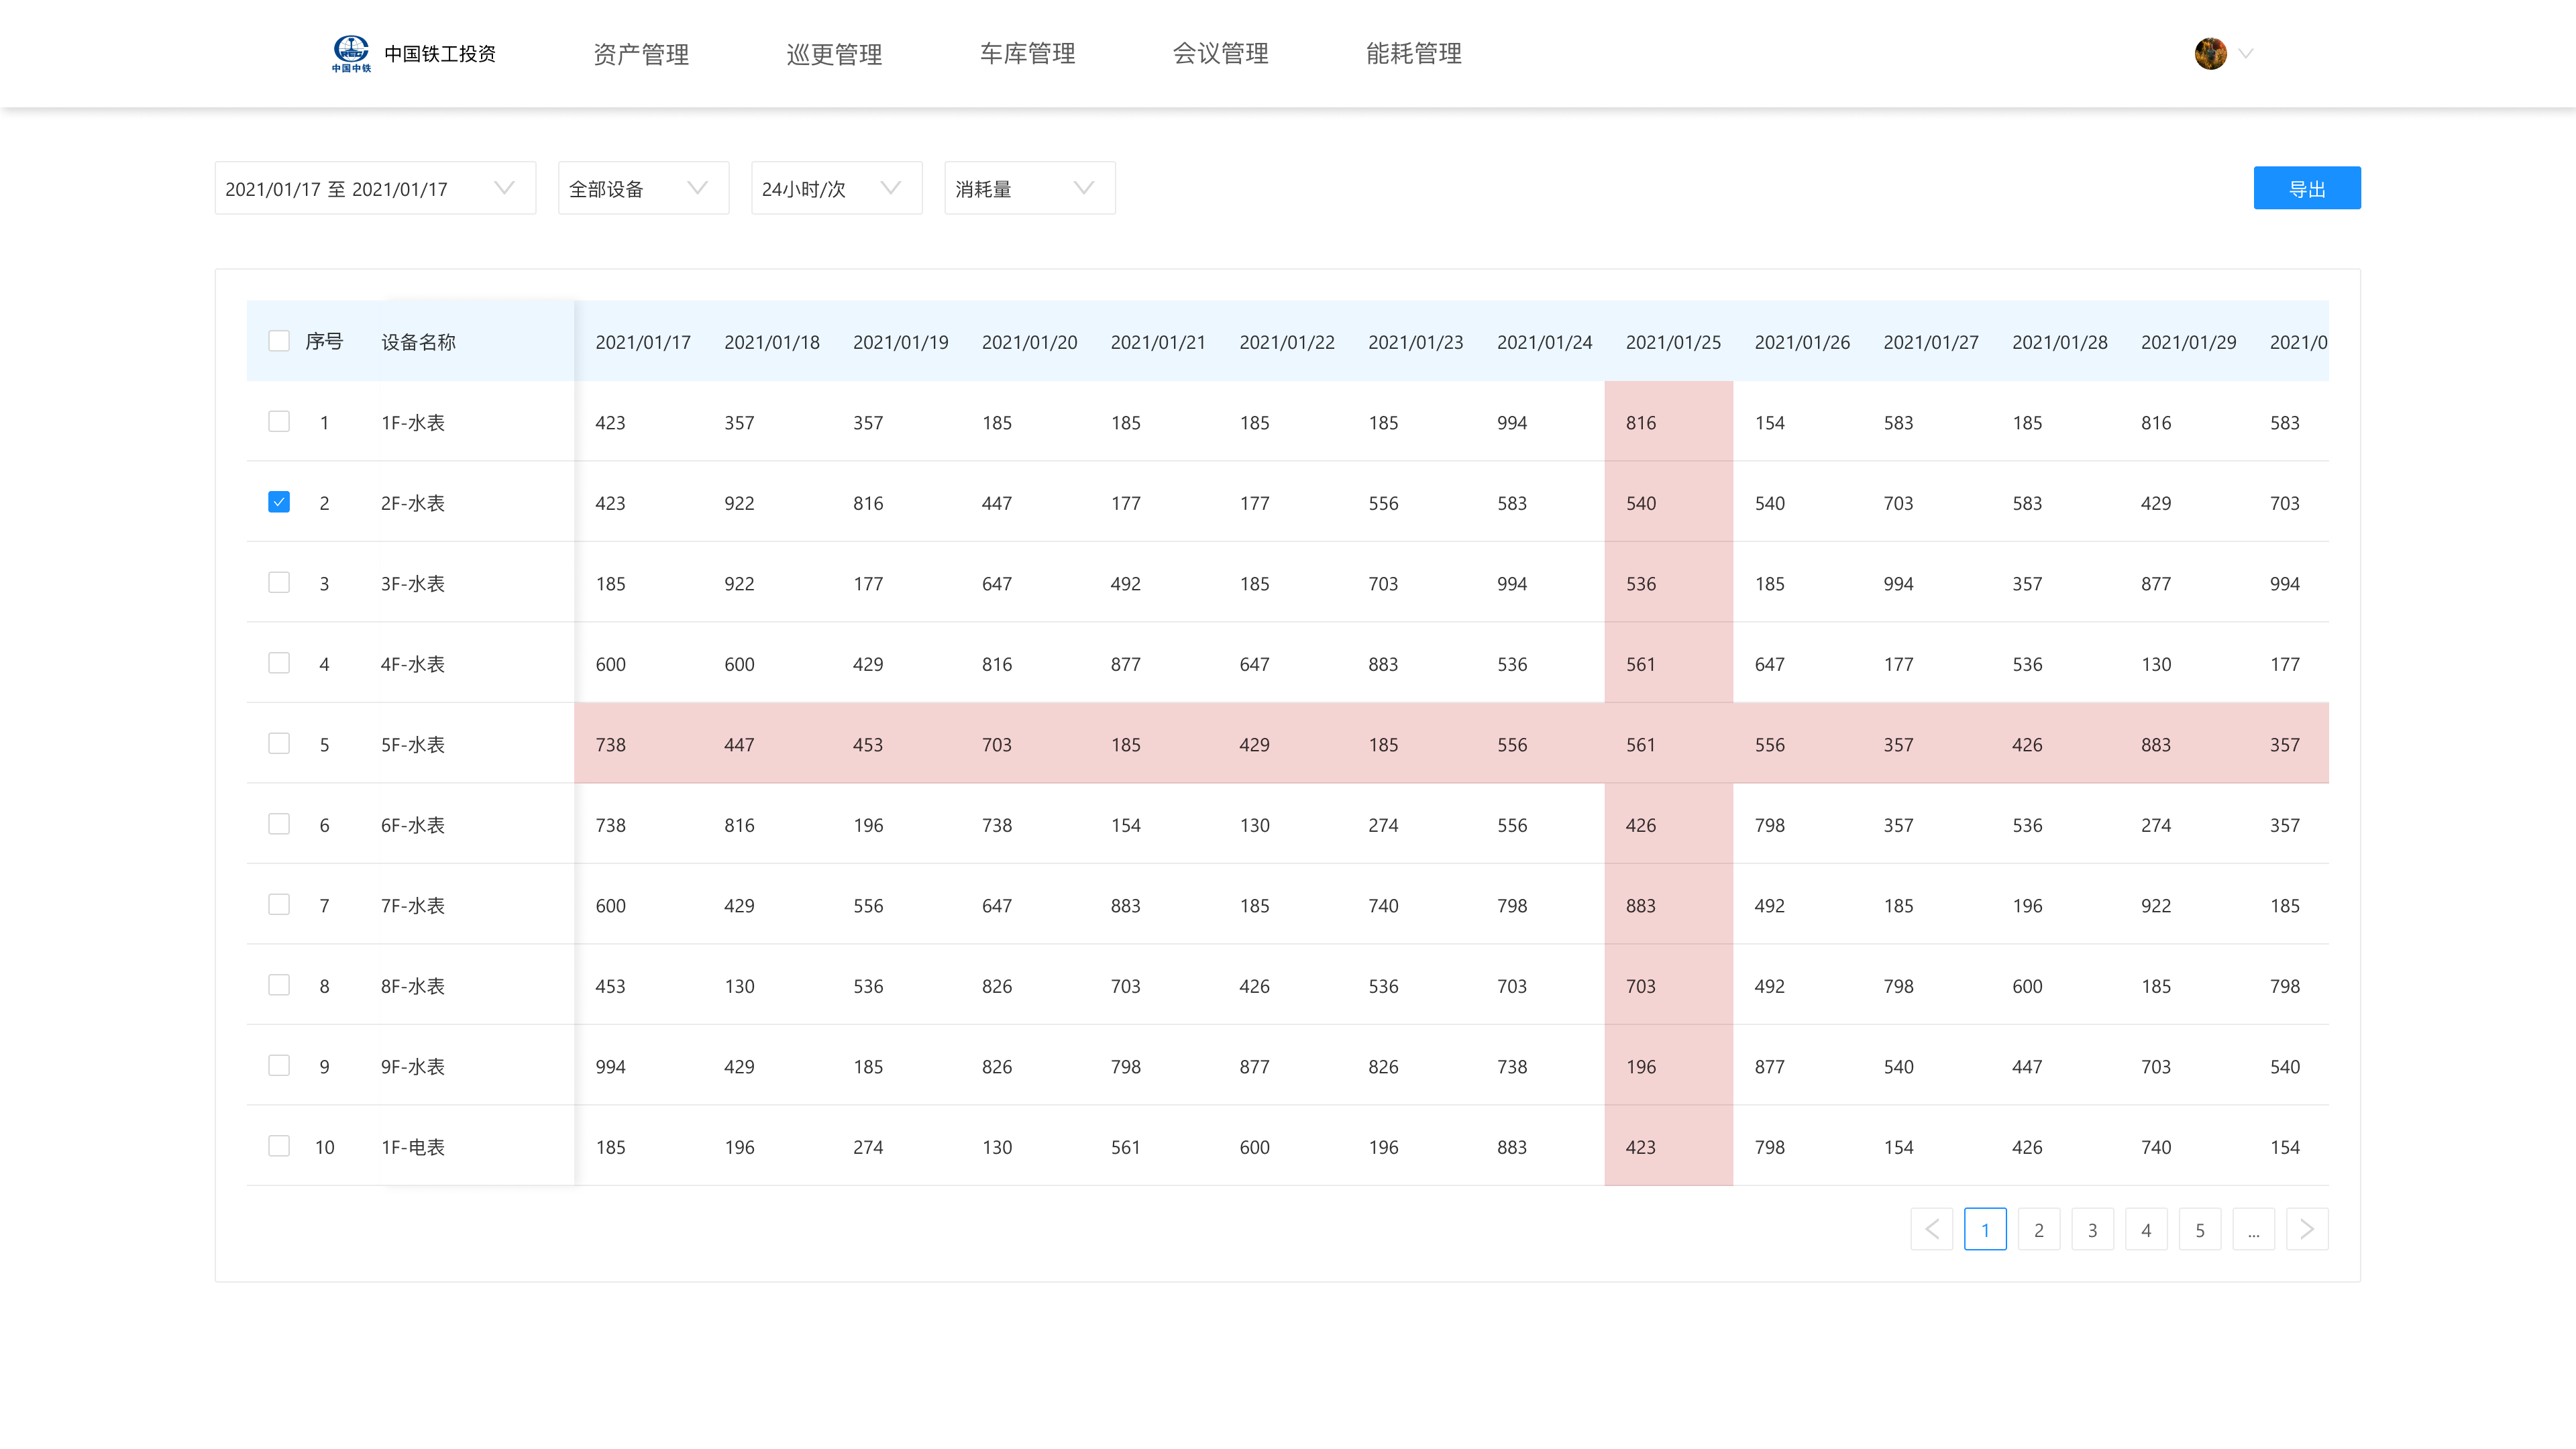 中国中铁 中国铁工投资 资产管理 巡更管理 车库管理 会议管理 能耗管理
2021/01/17 至 2021/01/17 全部设备 24小时/次 消耗量 导出
序号 设备名称 2021/01/17 2021/01/18 2021/01/19 2021/01/20 2021/01/21 2021/01/22 2021/01/23 2021/01/24 2021/01/25 2021/01/26 2021/01/27 2021/01/28 2021/01/29 2021/0
1 1F-水表 423 357 357 185 185 185 185 994 816 154 583 185 816 583
2 2F-水表 423 922 816 447 177 177 556 583 540 540 703 583 429 703
3 3F-水表 185 922 177 647 492 185 703 994 536 185 994 357 877 994
4 4F-水表 600 600 429 816 877 647 883 536 561 647 177 536 130 177
5 5F-水表 738 447 453 703 185 429 185 556 561 556 357 426 883 357
6 6F-水表 738 816 196 738 154 130 274 556 426 798 357 536 274 357
7 7F-水表 600 429 556 647 883 185 740 798 883 492 185 196 922 185
8 8F-水表 453 130 536 826 703 426 536 703 703 492 798 600 185 798
9 9F-水表 994 429 185 826 798 877 826 738 196 877 540 447 703 540
10 1F-电表 185 196 274 130 561 600 196 883 423 798 154 426 740 154
1 2 3 4 5 ...